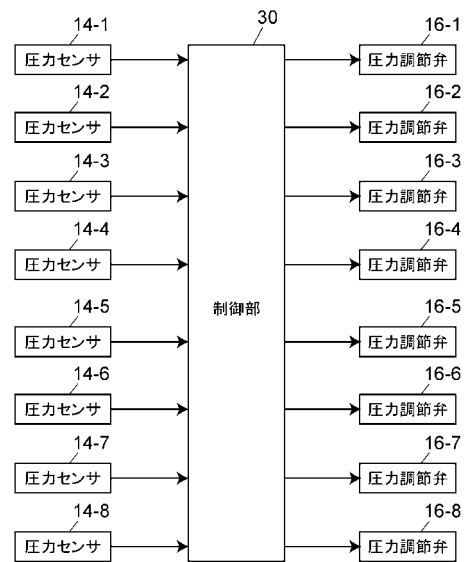 30
14-1
圧力センサ
16-1
圧力調節弁
14-2
圧力センサ
16-2
圧力調節弁
14-3
圧力センサ
16-3
圧力調節弁
14-4
圧力センサ
16-4
圧力調節弁
制御部
14-5
圧力センサ
16-5
圧力調節弁
14-6
圧力センサ
16-6
圧力調節弁
14-7
圧力センサ
16-7
圧力調節弁
14-8
圧力センサ
16-8
圧力調節弁